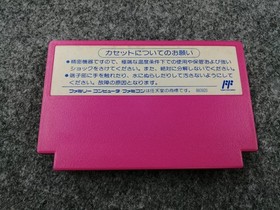 カセットについてのお願い
●精密機器ですので、極端な温度条件下での使用や保管および強い
ショックをさけてください。また、絶対に分解しないでください。
●端子部に手を触れたり、水にぬらしたりして汚さないようにして
ください。故障の原因となります。
ファミリーコンピュータ・ファミコンは任天堂の商標です。